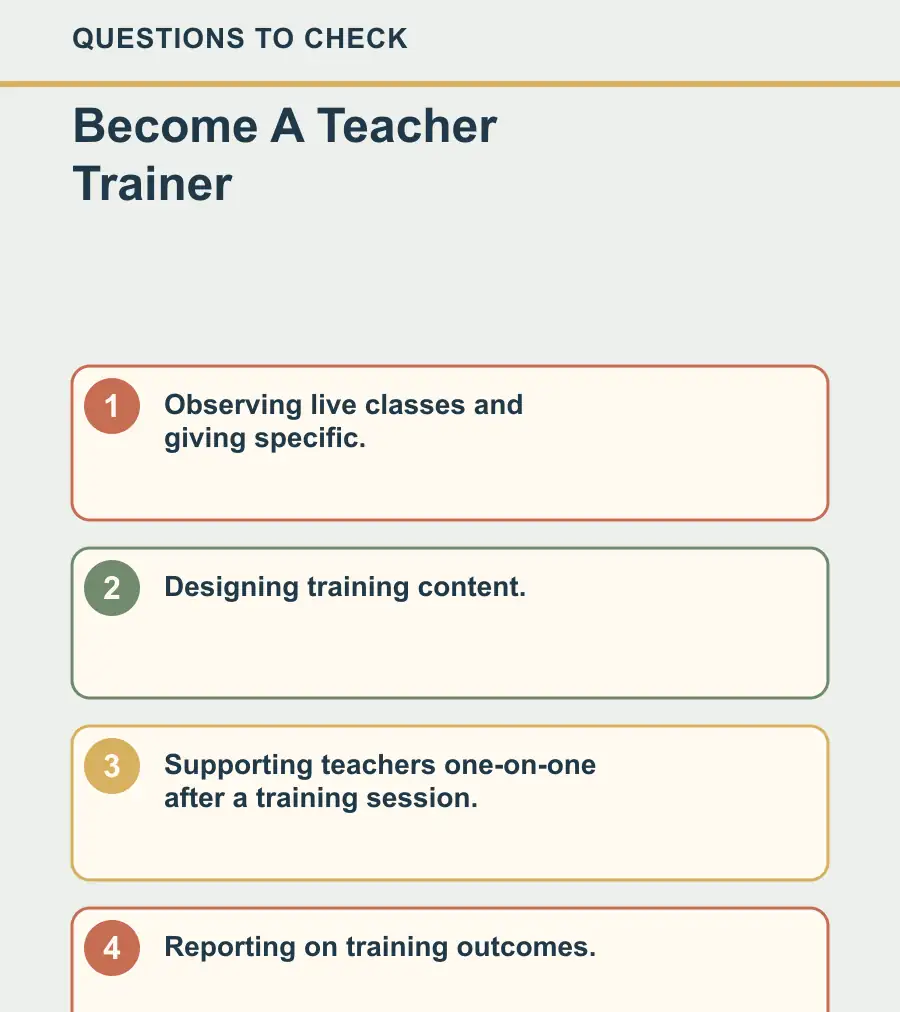 QUESTIONS TO CHECK
Become A Teacher
Trainer
1
Observing live classes and
giving specific.
2
Designing training content.
3
Supporting teachers one-on-one
after a training session.
4
Reporting on training outcomes.